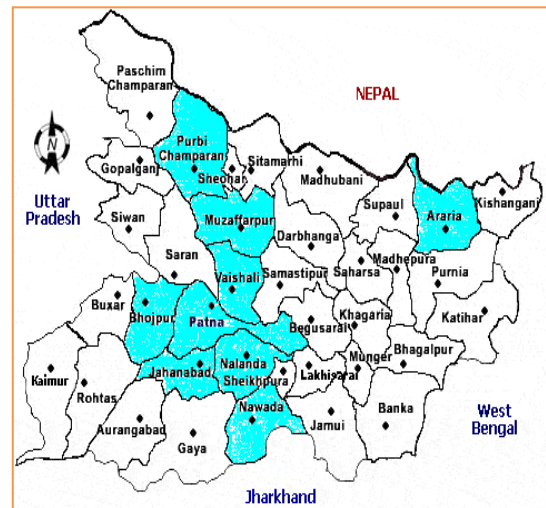 Paschim
Champaran
NEPAL
N
Purbi
Champaran
Gopalganj
Sheohar
Sitamarhi
Madhubani
Kishanganj
Uttar
Pradesh
Siwan
Muzaffarpur
Supaul
Araria
Darbhanga
Saran
Madhepura
Vaishali
Samastipur
Saharsa
Purnia
Buxar
Bhojpur
Patna
Begusarai
Khagaria
Katihar
Jahanabad
Nalanda
Munger
Bhagalpur
Kaimur
Sheikhpura
Lakhisarai
Rohtas
Nawada
Banka
West
Bengal
Aurangabad
Gaya
Jamui
Jharkhand